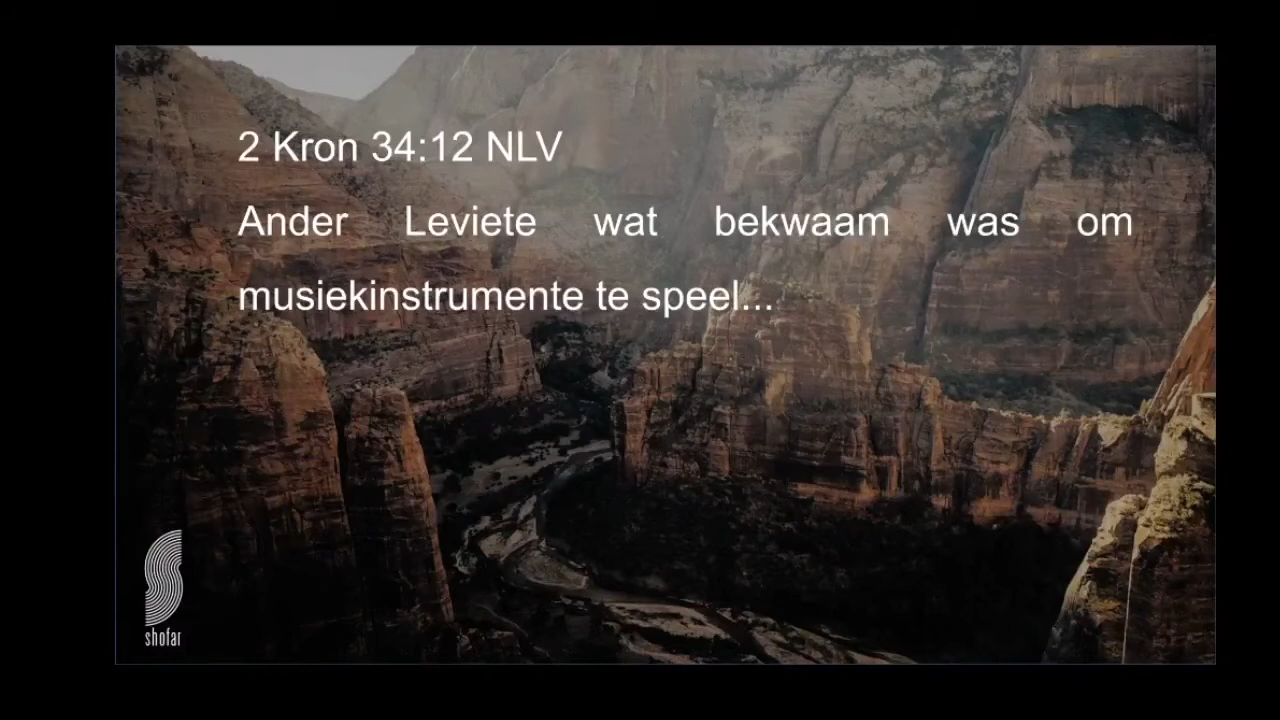 2 Kron 34:12 NLV
Ander Leviete wat bekwaam was om
musiekinstrumente te speel...
shofar